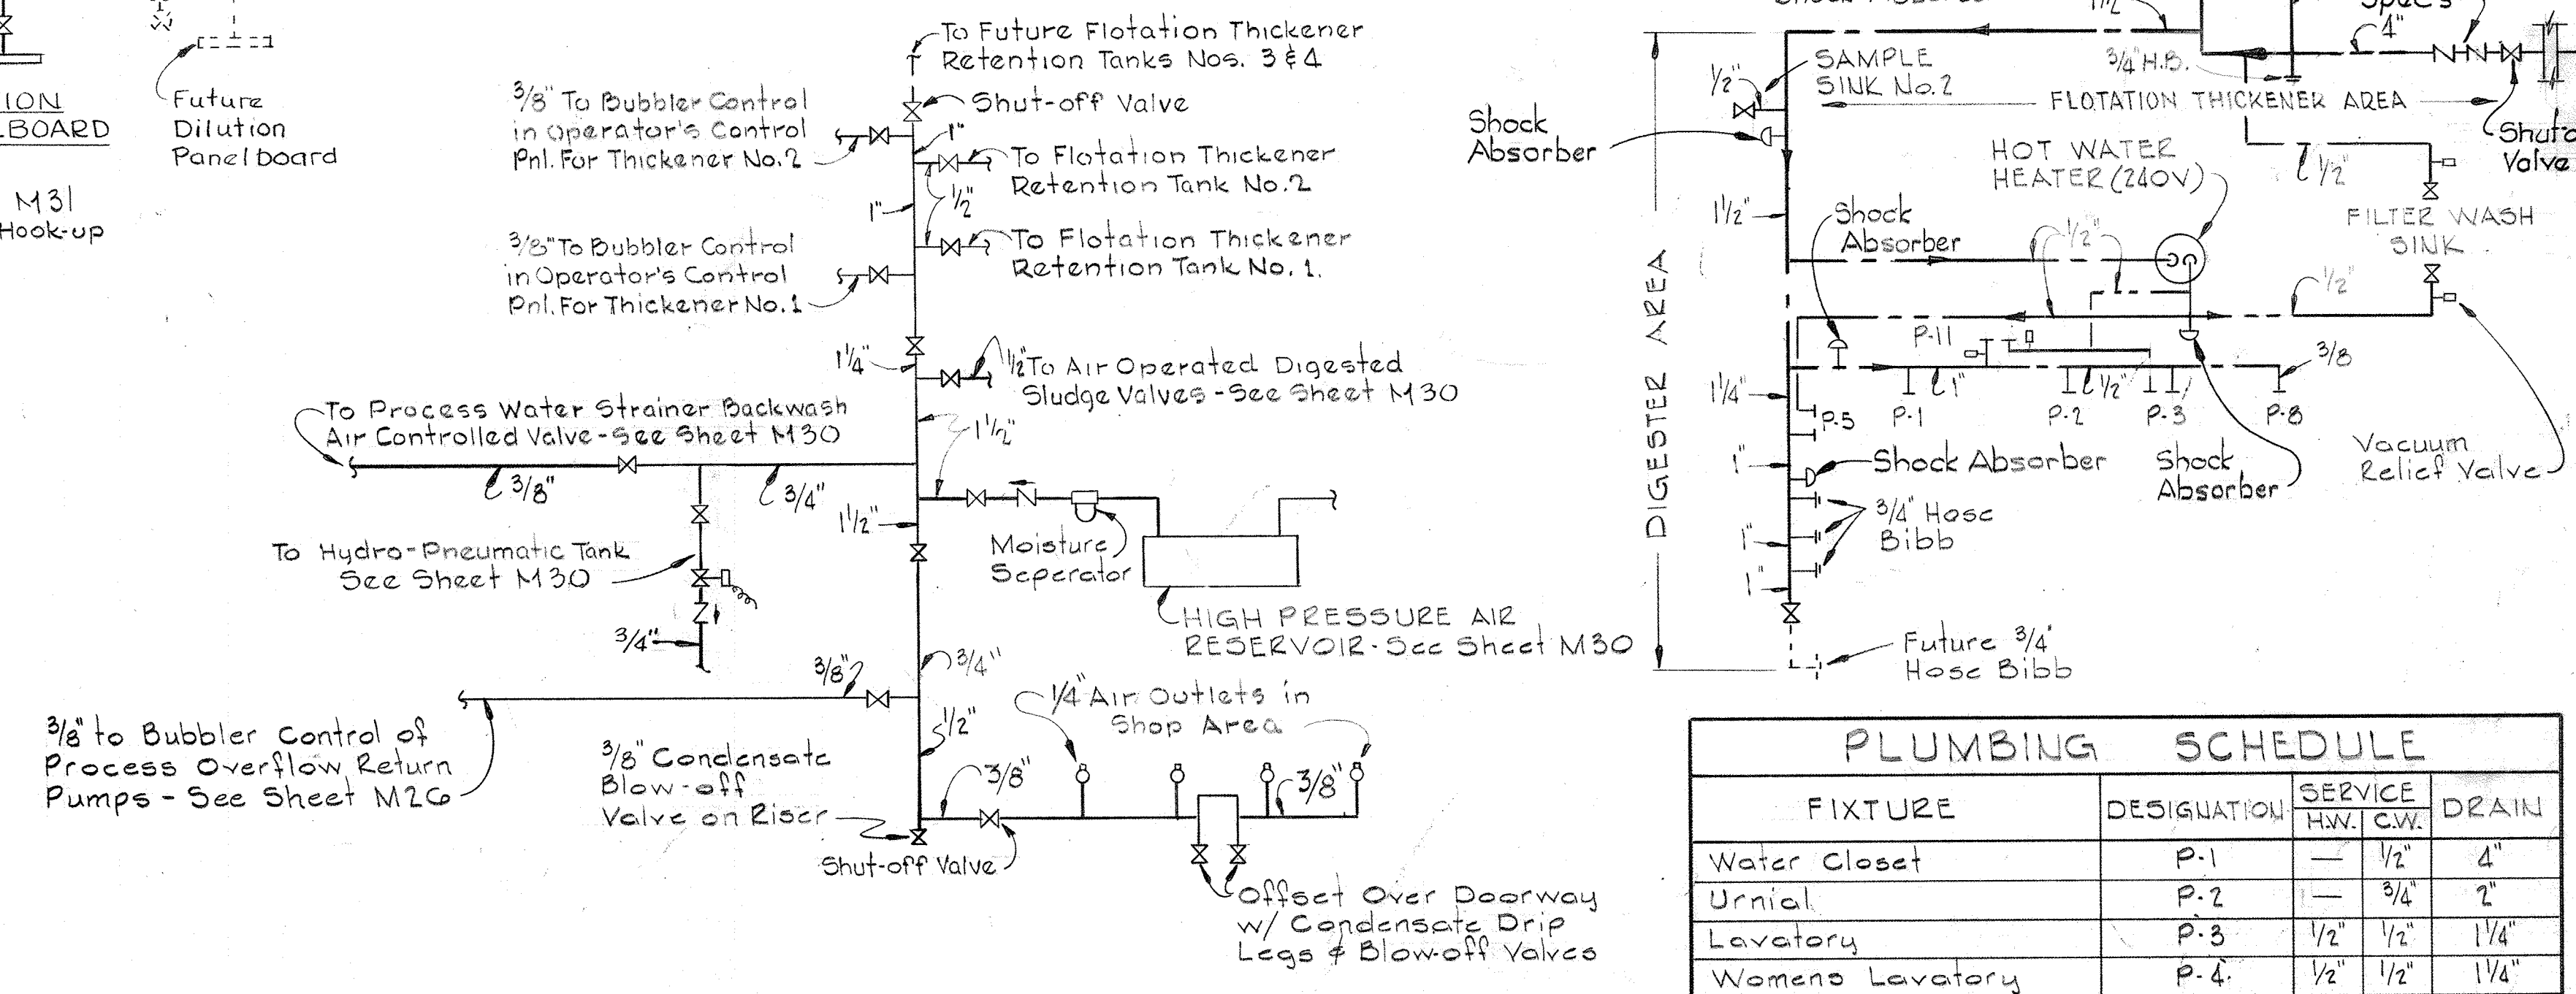 ION
LBOARD
M31
Hook-up
Future
Dilution
Panelboard
To Future Flotation Thickener
Retention Tanks Nos. 3 & 4
Shut-off Valve
3/8" To Bubbler Control
in Operator's Control
Pnl. For Thickener No.2
1"
To Flotation Thickener
Retention Tank No.2
1/2"
1"
3/8" To Bubbler Control
in Operator's Control
Pnl. For Thickener No.1
To Flotation Thickener
Retention Tank No. 1.
1 1/4"
1/2" To Air Operated Digested
Sludge Valves - See Sheet M30
To Process Water Strainer Backwash
Air Controlled Valve - See Sheet M30
1 1/2"
3/8"
3/4"
1 1/2"
To Hydro-Pneumatic Tank
See Sheet M30
Moisture
Seperator
3/4"
HIGH PRESSURE AIR
RESERVOIR - See Sheet M30
3/8"
3/4"
3/8" to Bubbler Control of
Process Overflow Return
Pumps - See Sheet M26
1/2"
1/4" Air Outlets in
Shop Area
3/8" Condensate
Blow-off
Valve on Riser
3/8"
3/8"
Shut-off Valve
Offset Over Doorway
w/ Condensate Drip
Legs & Blow-off Valves
1 1/2"
Spec's
4"
SAMPLE
SINK No.2
1/2"
3/4" H.B.
FLOTATION THICKENER AREA
Shock
Absorber
HOT WATER
HEATER (240V)
1/2"
Valve
FILTER WASH
SINK
1 1/2"
Shock
Absorber
1/2"
DIGESTER AREA
1/2"
P-11
3/8
1 1/4"
P-5
P-1
1"
P-2
1/2"
P-3
P-8
1"
Shock Absorber
Shock
Absorber
Vacuum
Relief Valve
3/4" Hose
Bibb
1"
1"
Future 3/4"
Hose Bibb
PLUMBING SCHEDULE
FIXTURE DESIGNATION SERVICE DRAIN
H.W. C.W.
Water Closet P-1 — 1/2" 4"
Urnial P-2 — 3/4" 2"
Lavatory P-3 1/2" 1/2" 1 1/4"
Womens Lavatory P-4 1/2" 1/2" 1 1/4"